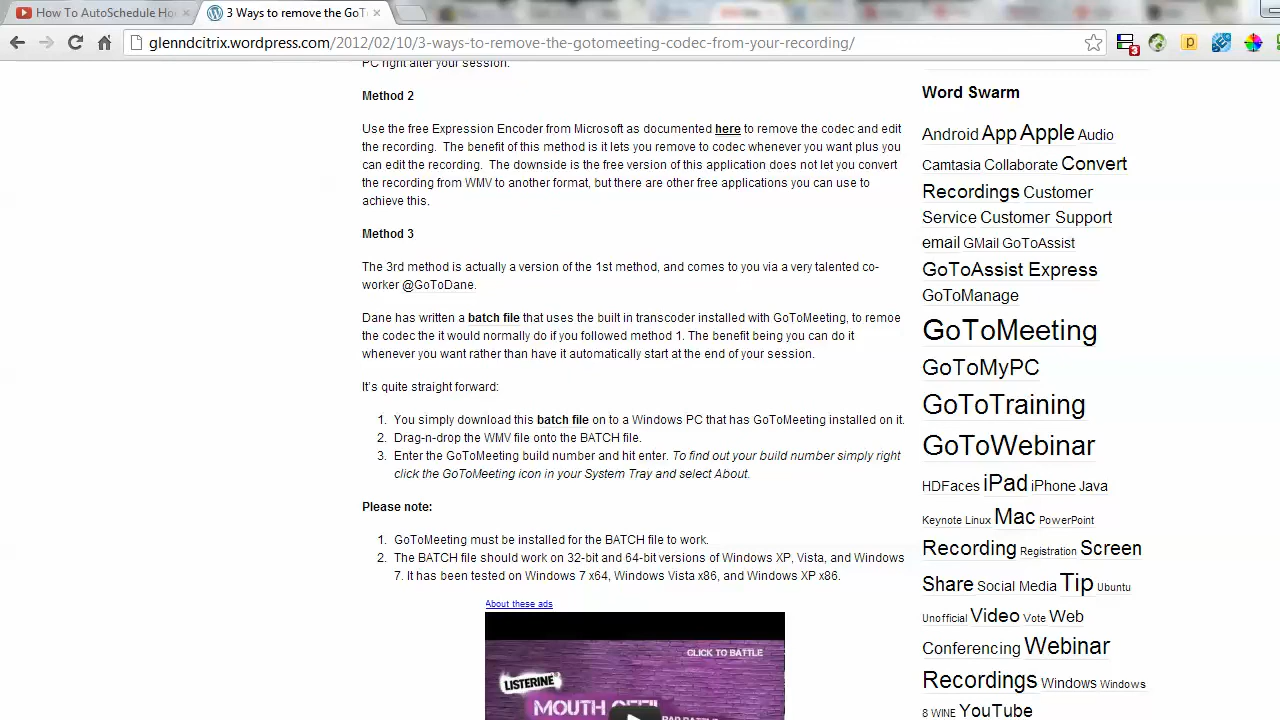 How To AutoSchedule Ho
3 Ways to remove the GoT
glenndcitrix.wordpress.com/2012/02/10/3-ways-to-remove-the-gotomeeting-codec-from-your-recording/
3
p
PC right after your session.
Method 2
Use the free Expression Encoder from Microsoft as documented here to remove the codec and edit
the recording. The benefit of this method is it lets you remove to codec whenever you want plus you
can edit the recording. The downside is the free version of this application does not let you convert
the recording from WMV to another format, but there are other free applications you can use to
achieve this.
Method 3
The 3rd method is actually a version of the 1st method, and comes to you via a very talented co-
worker @GoToDane.
Dane has written a batch file that uses the built in transcoder installed with GoToMeeting, to remoe
the codec the it would normally do if you followed method 1. The benefit being you can do it
whenever you want rather than have it automatically start at the end of your session.
It's quite straight forward:
1. You simply download this batch file on to a Windows PC that has GoToMeeting installed on it.
2. Drag-n-drop the WMV file onto the BATCH file.
3. Enter the GoToMeeting build number and hit enter. To find out your build number simply right
click the GoToMeeting icon in your System Tray and select About.
Please note:
1. GoToMeeting must be installed for the BATCH file to work.
2. The BATCH file should work on 32-bit and 64-bit versions of Windows XP, Vista, and Windows
7. It has been tested on Windows 7 x64, Windows Vista x86, and Windows XP x86.
About these ads
CLICK TO BATTLE
LISTERINE
MOUTH OFF!
RAP BATTLE
Word Swarm
Android App Apple Audio
Camtasia Collaborate Convert
Recordings Customer
Service Customer Support
email GMail GoToAssist
GoToAssist Express
GoToManage
GoToMeeting
GoToMyPC
GoToTraining
GoToWebinar
HDFaces iPad iPhone Java
Keynote Linux Mac PowerPoint
Recording Registration Screen
Share Social Media Tip Ubuntu
Unofficial Video Vote Web
Conferencing Webinar
Recordings Windows Windows
8 WINE YouTube